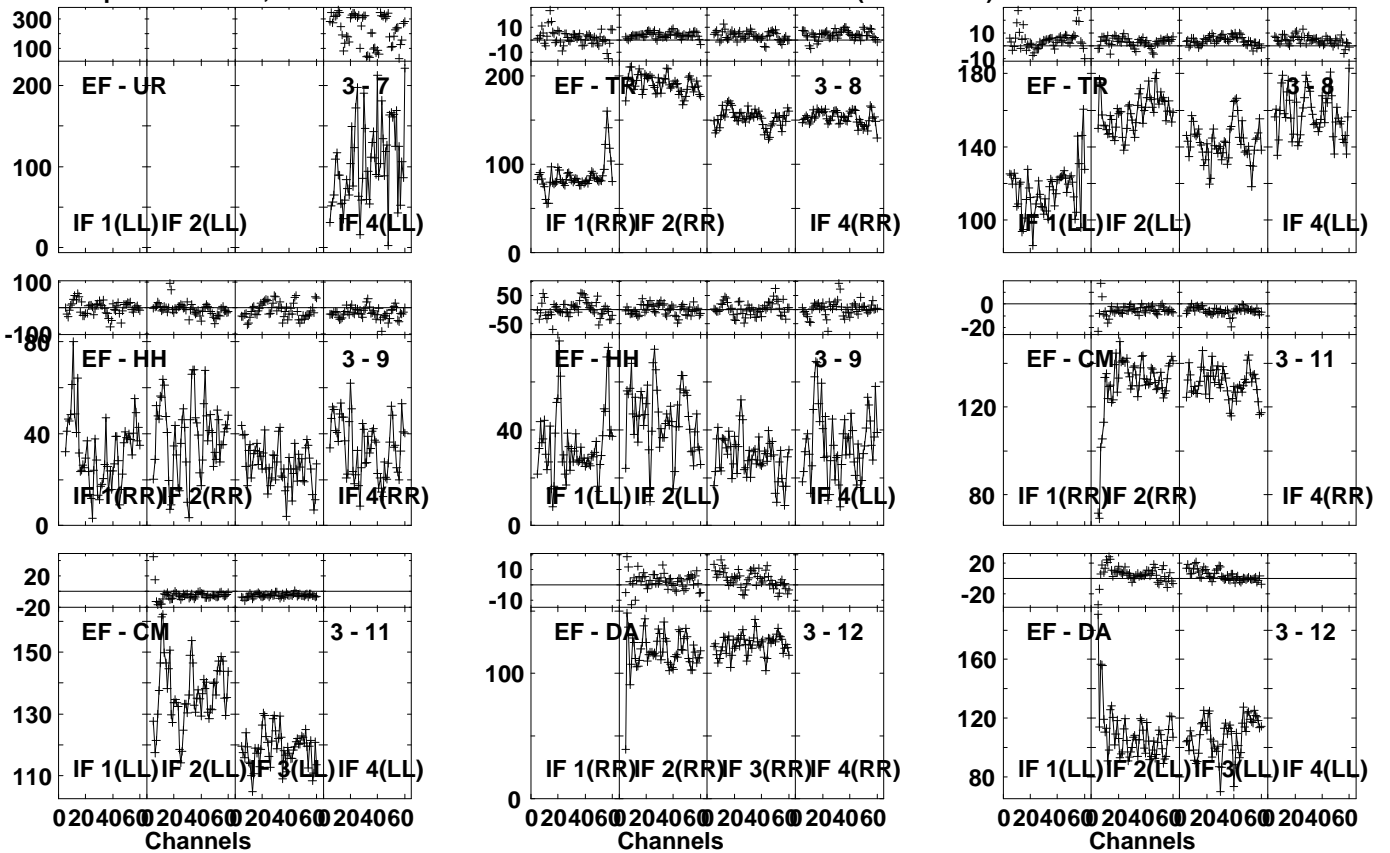 300
100
200
100
0
EF - UR
3 - 7
IF 1(LL) IF 2(LL)
IF 4(LL)
10
-10
200
100
0
EF - TR
3 - 8
IF 1(RR) IF 2(RR)
IF 4(RR)
10
-10
180
140
100
EF - TR
3 - 8
IF 1(LL) IF 2(LL)
IF 4(LL)
100
-100
80
40
0
EF - HH
3 - 9
IF 1(RR) IF 2(RR)
IF 4(RR)
50
-50
80
40
0
EF - HH
3 - 9
IF 1(LL) IF 2(LL)
IF 4(LL)
0
-20
120
80
EF - CM
3 - 11
IF 1(RR) IF 2(RR)
IF 4(RR)
20
-20
150
130
110
EF - CM
3 - 11
IF 1(LL) IF 2(LL) IF 3(LL) IF 4(LL)
0 20 40 60 0 20 40 60 0 20 40 60 0 20 40 60
Channels
10
-10
100
0
EF - DA
3 - 12
IF 1(RR) IF 2(RR) IF 3(RR) IF 4(RR)
0 20 40 60 0 20 40 60 0 20 40 60 0 20 40 60
Channels
20
-20
160
120
80
EF - DA
3 - 12
IF 1(LL) IF 2(LL) IF 3(LL) IF 4(LL)
0 20 40 60 0 20 40 60 0 20 40 60 0 20 40 60
Channels